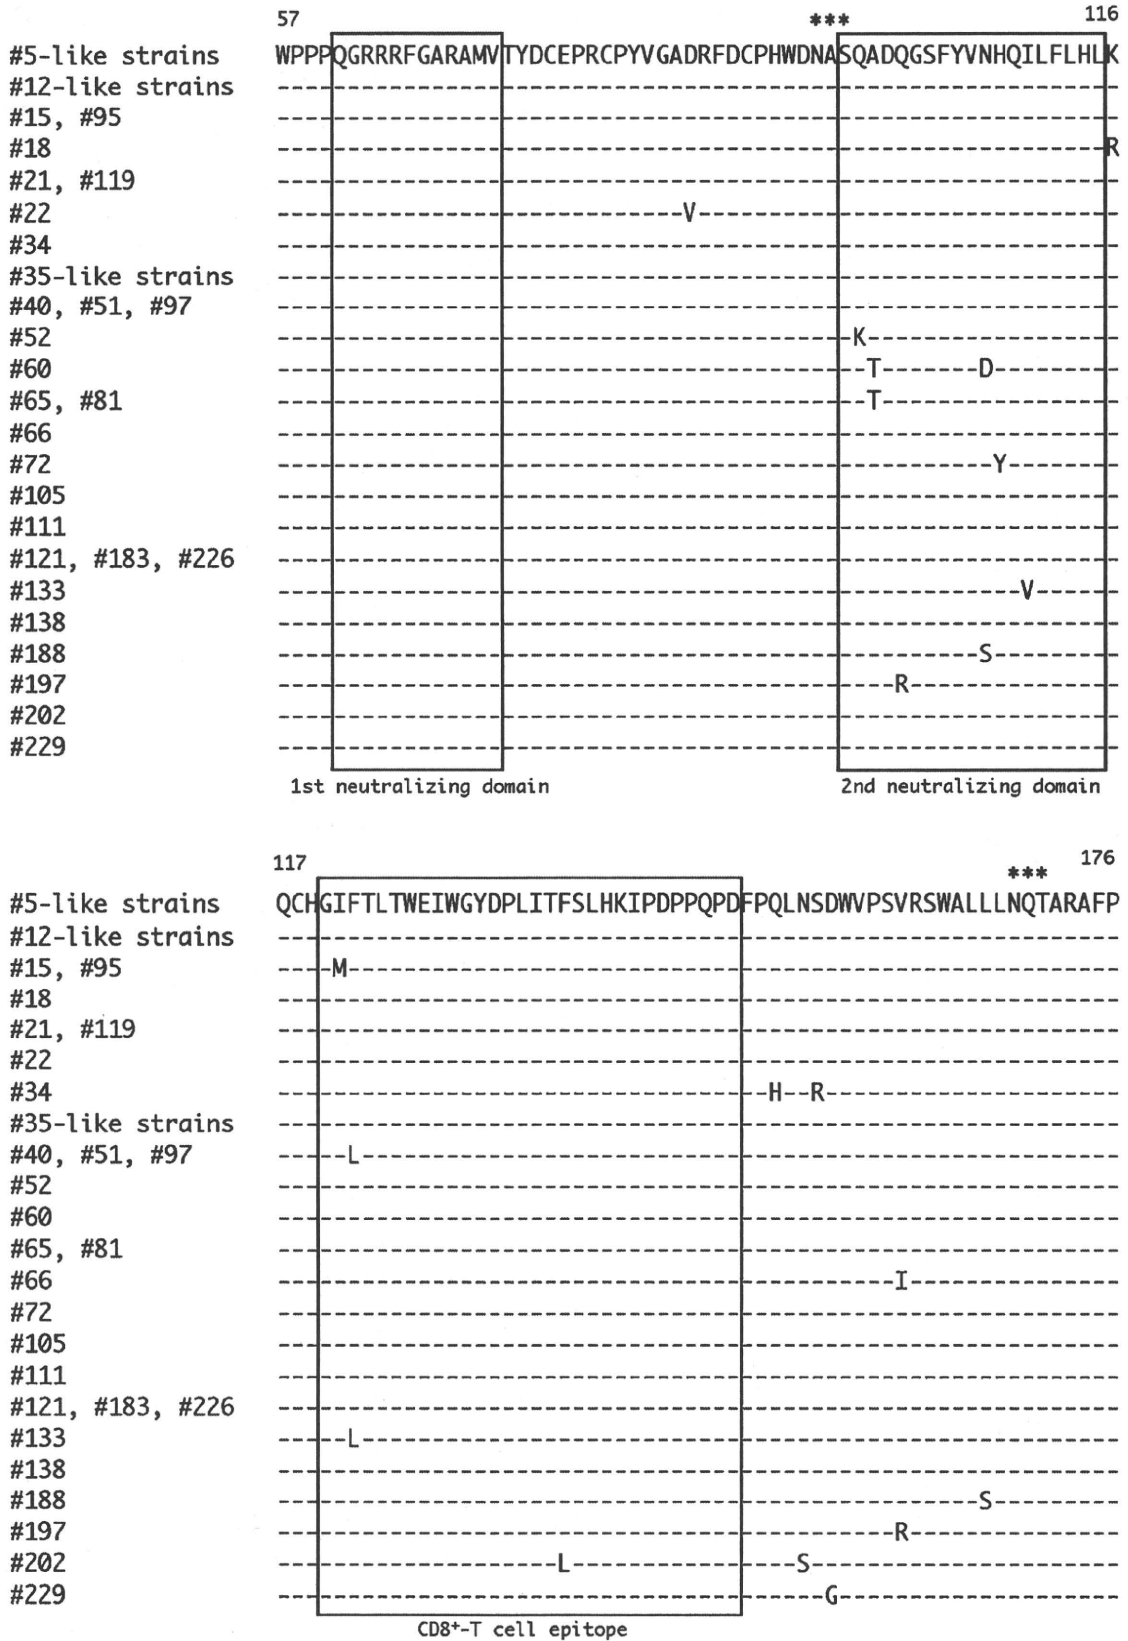 57 *** 116
#5-like strains WPPPQGRRRFGARAMVTYDCEPRCPYVGADRFDCPHWDNASQADQGSFYVNHQILFLHLK
#12-like strains ------------------------------------------------------------
#15, #95 ------------------------------------------------------------
#18 -----------------------------------------------------------R
#21, #119 ------------------------------------------------------------
#22 -----------------------------V------------------------------
#34 ------------------------------------------------------------
#35-like strains ------------------------------------------------------------
#40, #51, #97 ------------------------------------------------------------
#52 -----------------------------------------K------------------
#60 ------------------------------------------T-------D---------
#65, #81 ------------------------------------------T-----------------
#66 ------------------------------------------------------------
#72 ---------------------------------------------------Y--------
#105 ------------------------------------------------------------
#111 ------------------------------------------------------------
#121, #183, #226 ------------------------------------------------------------
#133 -----------------------------------------------------V------
#138 ------------------------------------------------------------
#188 --------------------------------------------------S---------
#197 --------------------------------------------R---------------
#202 ------------------------------------------------------------
#229 ------------------------------------------------------------
1st neutralizing domain 2nd neutralizing domain
117 *** 176
#5-like strains QCHGIFTLTWEIWGYDPLITFSLHKIPDPPQPDFPQLNSDWVPSVRSWALLLNQTARAFP
#12-like strains ------------------------------------------------------------
#15, #95 ----M-------------------------------------------------------
#18 ------------------------------------------------------------
#21, #119 ------------------------------------------------------------
#22 ------------------------------------------------------------
#34 -----------------------------------H--R---------------------
#35-like strains ------------------------------------------------------------
#40, #51, #97 -----L------------------------------------------------------
#52 ------------------------------------------------------------
#60 ------------------------------------------------------------
#65, #81 ------------------------------------------------------------
#66 --------------------------------------------I---------------
#72 ------------------------------------------------------------
#105 ------------------------------------------------------------
#111 ------------------------------------------------------------
#121, #183, #226 ------------------------------------------------------------
#133 -----L------------------------------------------------------
#138 ------------------------------------------------------------
#188 --------------------------------------------------S---------
#197 --------------------------------------------R---------------
#202 --------------------L----------------S----------------------
#229 ---------------------------------------G--------------------
CD8⁺-T cell epitope